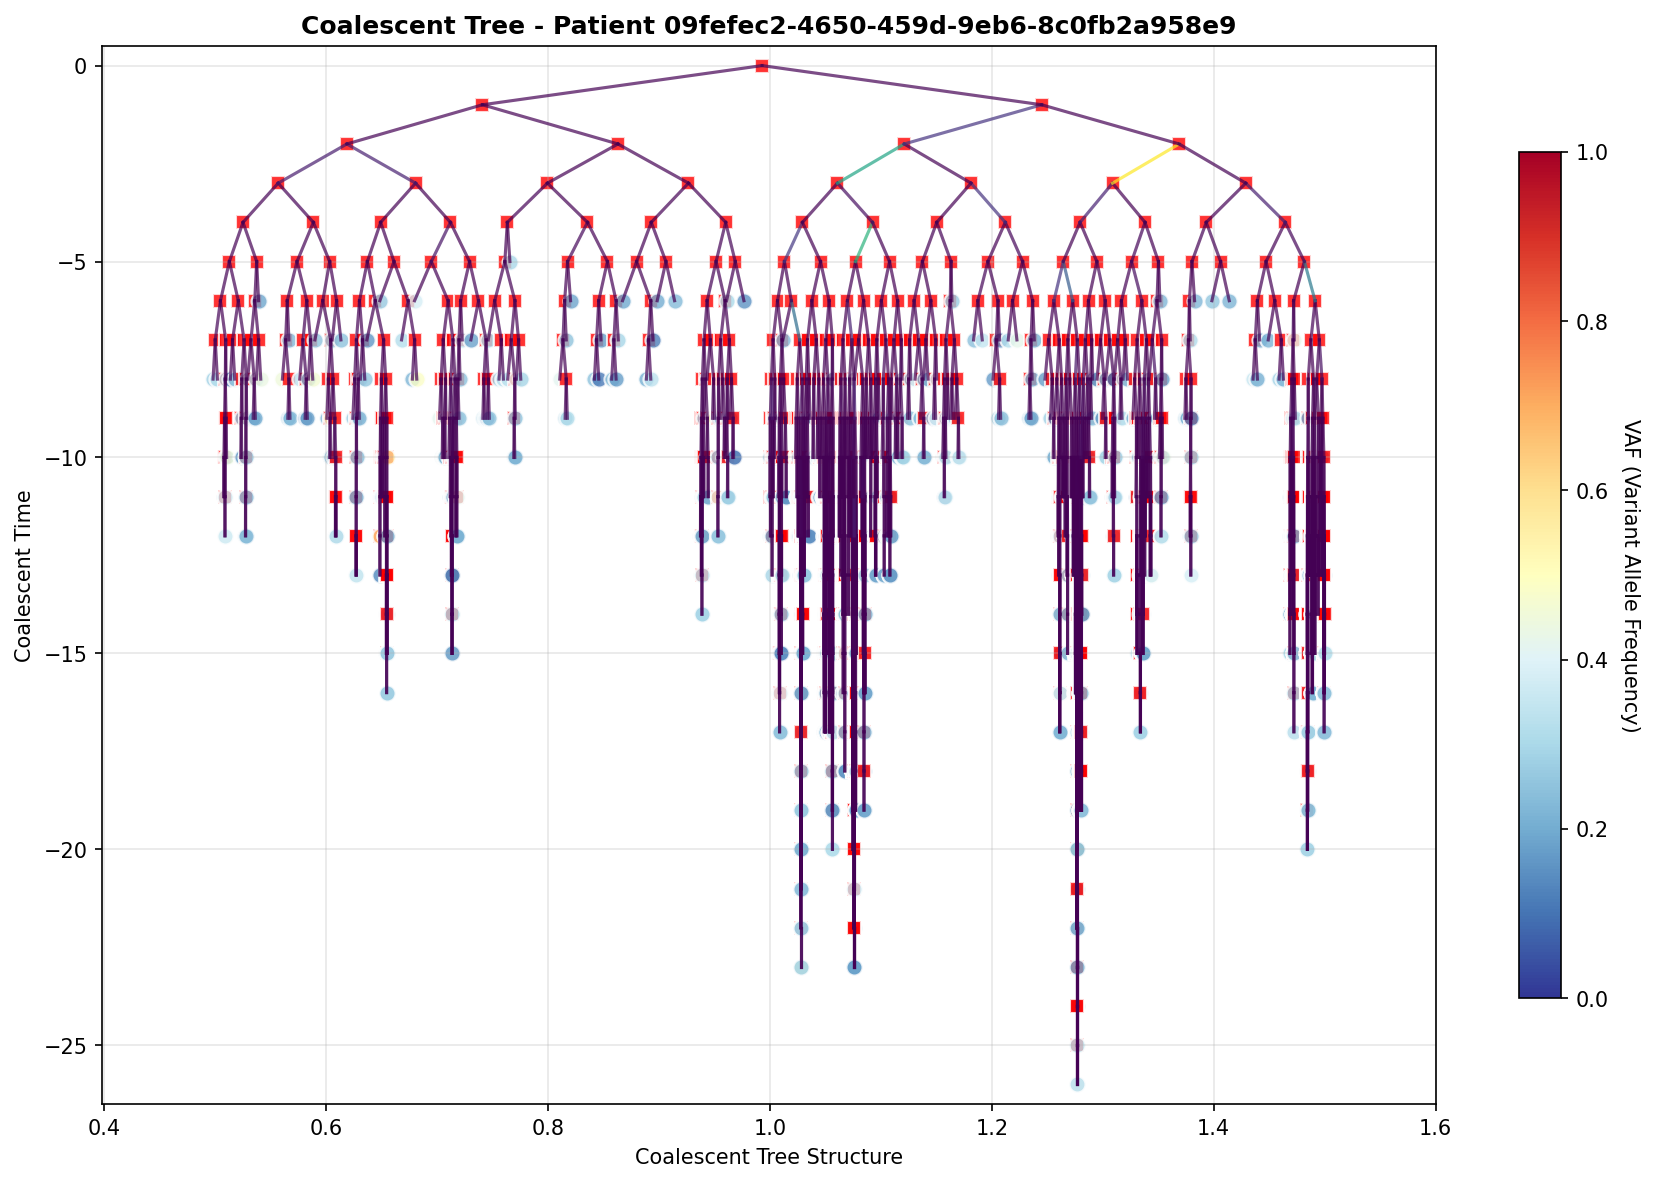 Coalescent Tree - Patient 09fefec2-4650-459d-9eb6-8c0fb2a958e9
0
−5
−10
−15
−20
−25
Coalescent Time
0.4 0.6 0.8 1.0 1.2 1.4 1.6
Coalescent Tree Structure
1.0
0.8
0.6
0.4
0.2
0.0
VAF (Variant Allele Frequency)